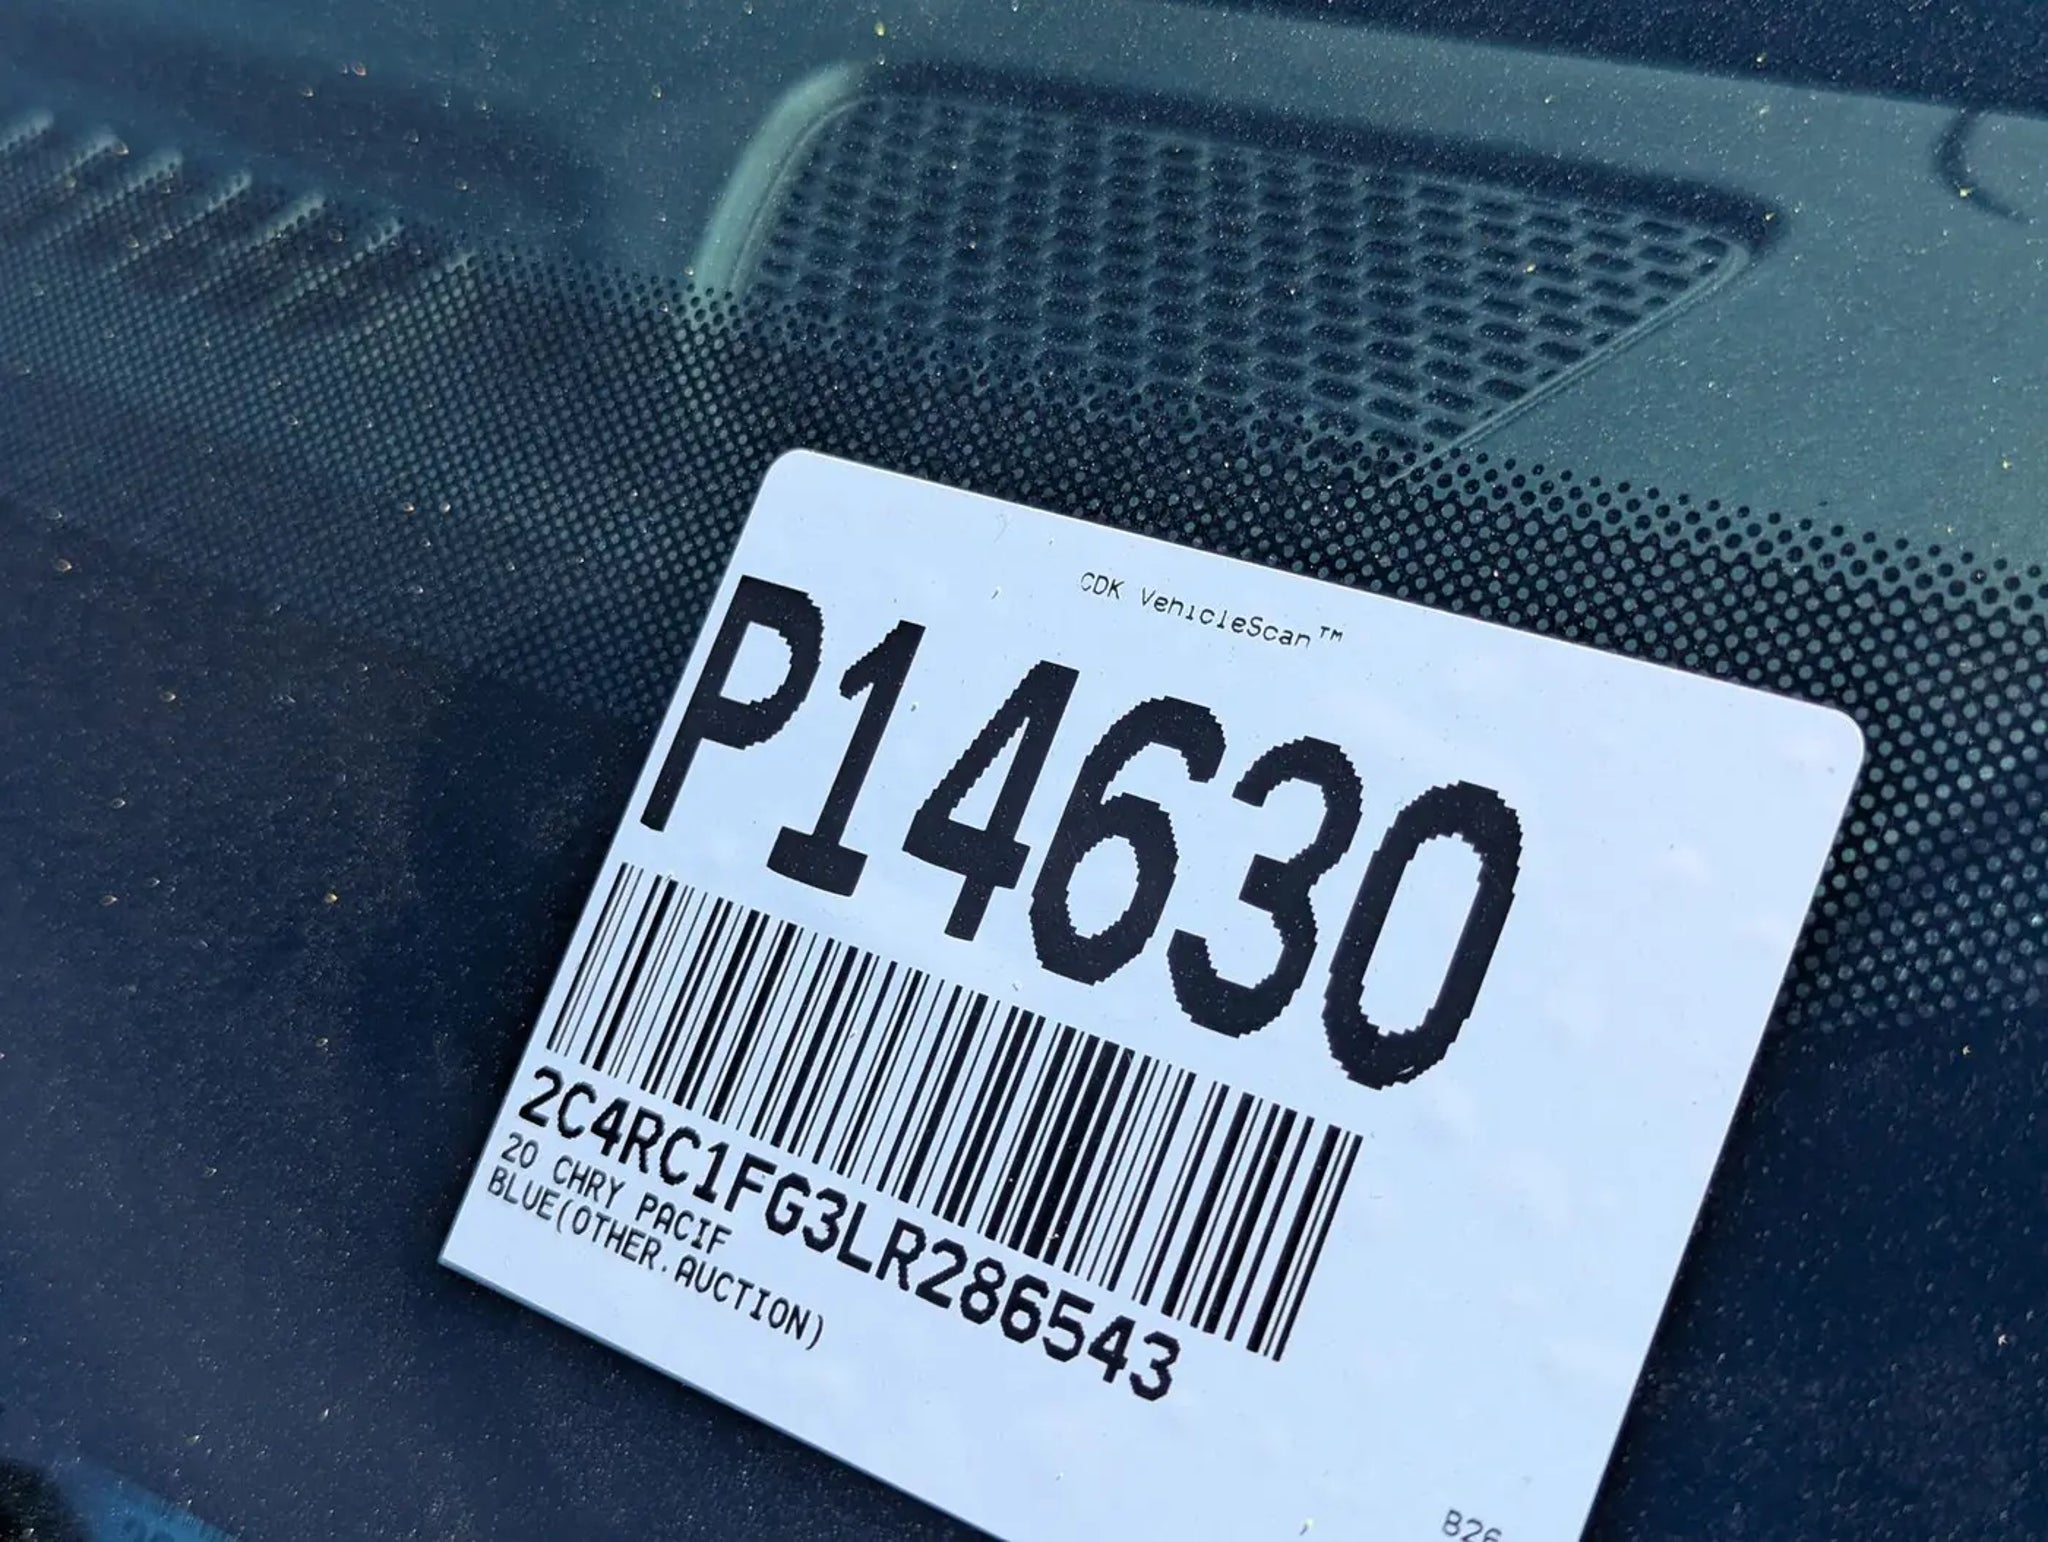 CDK VehicleScan™
P14630
2C4RC1FG3LR286543
20 CHRY PACIF
BLUE(OTHER.AUCTION)
B26